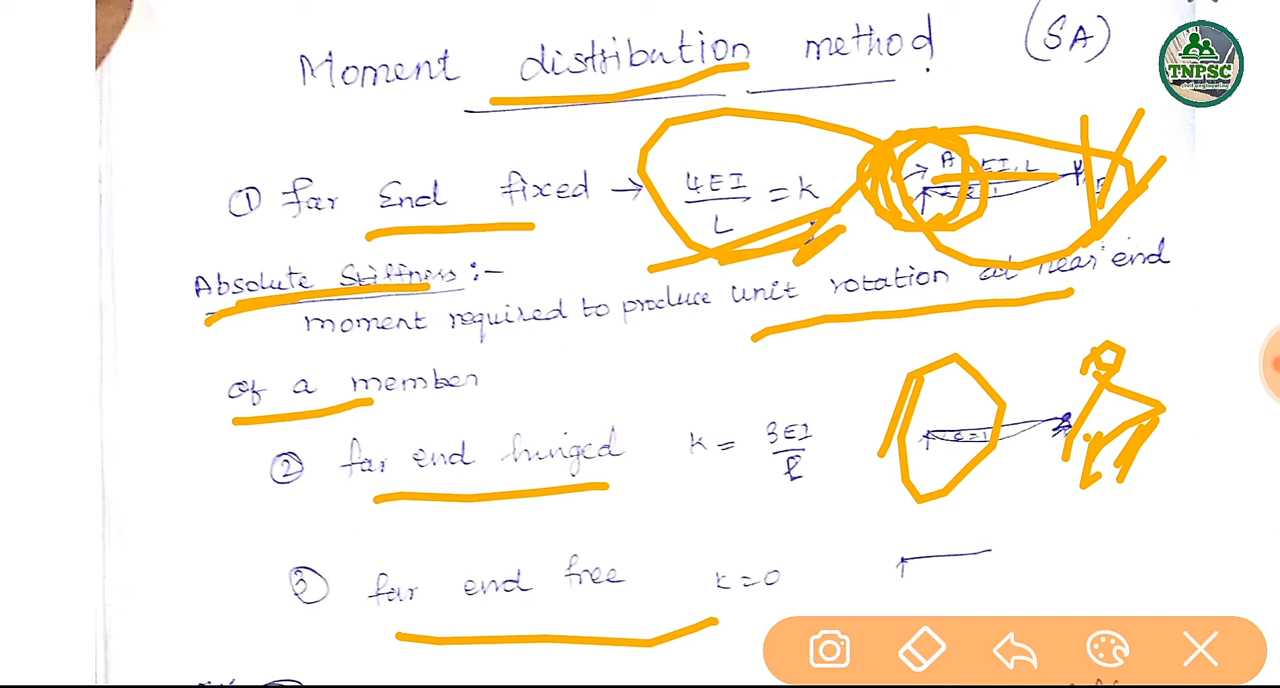 Moment distribution method (SA)
TNPSC
① far End fixed → 4EI/L = k A EI, L
Absolute Stiffness :-
moment required to produce unit rotation at near end
of a member
② far end hinged k = 3EI/l
③ far end free k=0